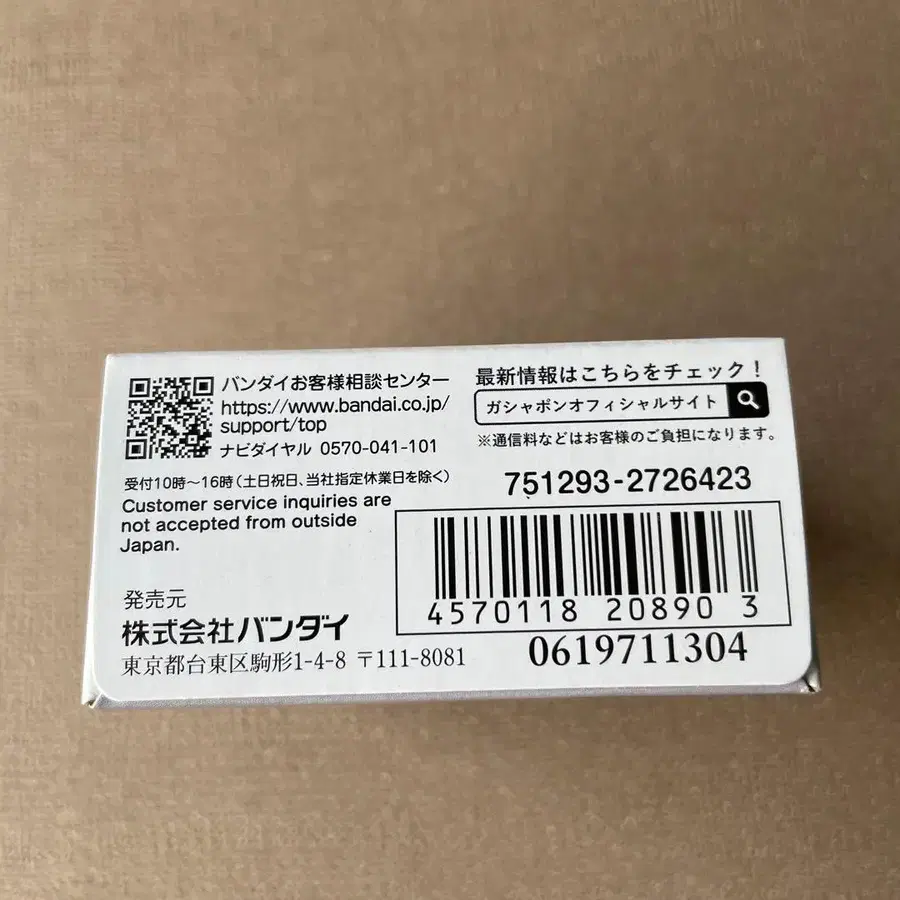 バンダイお客様相談センター
https://www.bandai.co.jp/
support/top
ナビダイヤル 0570-041-101
受付10時～16時(土日祝日、当社指定休業日を除く)
Customer service inquiries are
not accepted from outside
Japan.
発売元
株式会社バンダイ
東京都台東区駒形1-4-8 〒111-8081
最新情報はこちらをチェック！
ガシャポンオフィシャルサイト
※通信料などはお客様のご負担になります。
751293-2726423
4570118 208903
0619711304